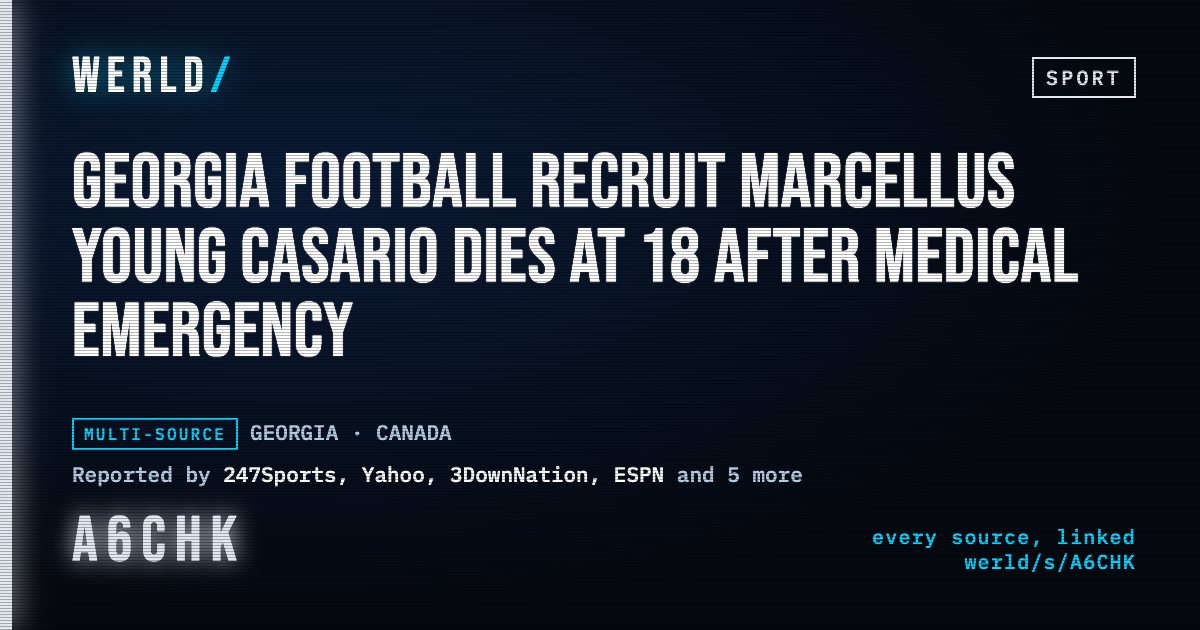 WERLD/
SPORT
GEORGIA FOOTBALL RECRUIT MARCELLUS
YOUNG CASARIO DIES AT 18 AFTER MEDICAL
EMERGENCY
MULTI-SOURCE GEORGIA · CANADA
Reported by 247Sports, Yahoo, 3DownNation, ESPN and 5 more
A6CHK
every source, linked
werld/s/A6CHK